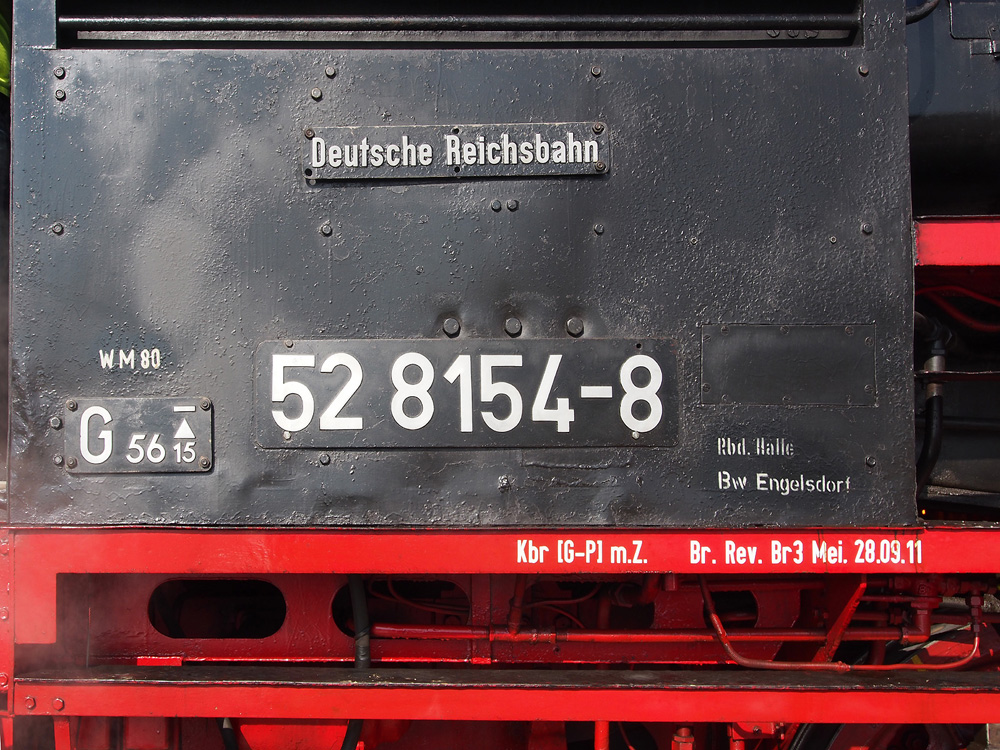 Deutsche Reichsbahn
WM 80
52 8154-8
G 56 15
Rbd. Halle
Bw Engelsdorf
Kbr (G-P) m.Z. Br. Rev. Br3 Mei. 28.09.11